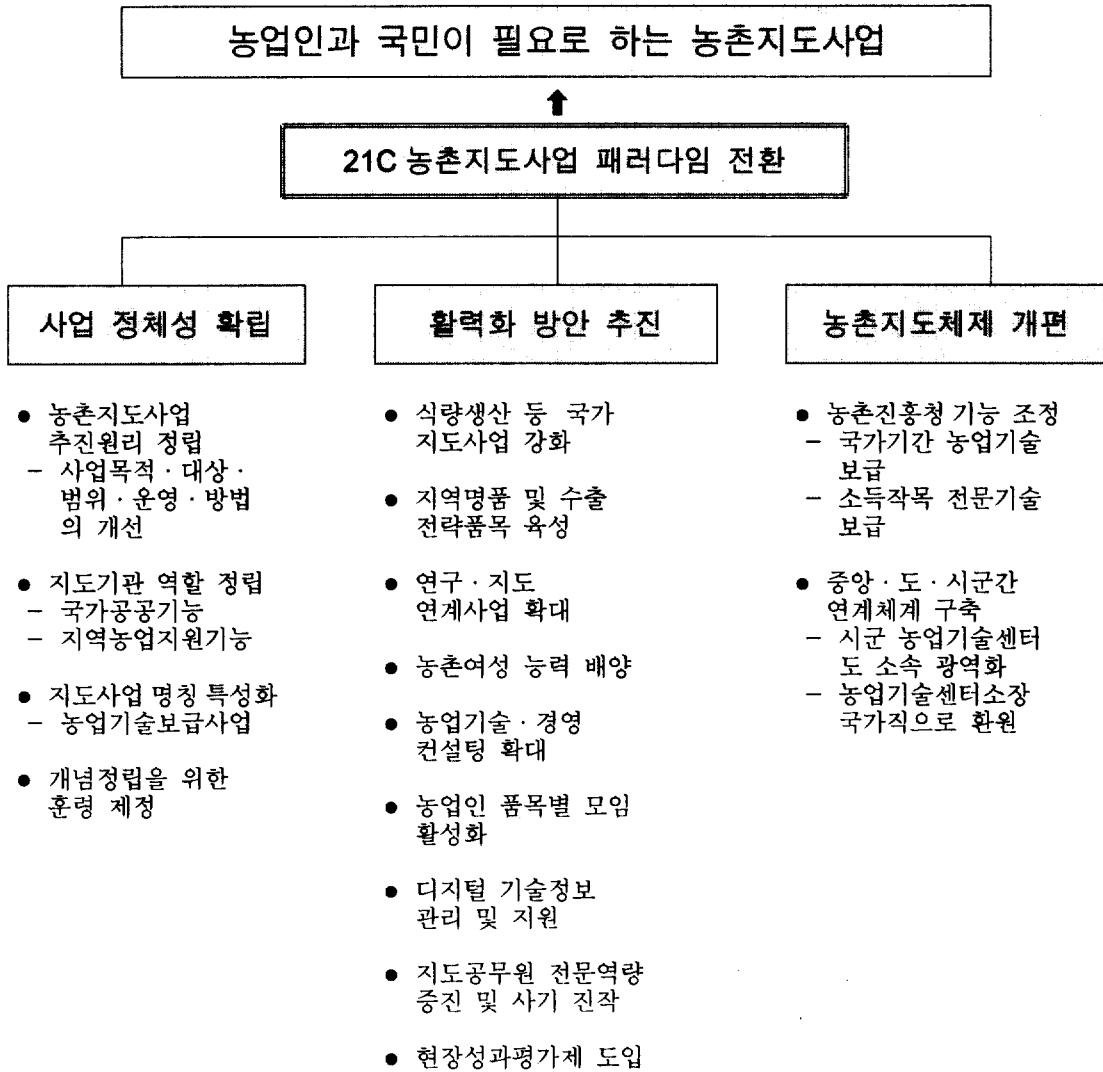 농업인과 국민이 필요로 하는 농촌지도사업
21C 농촌지도사업 패러다임 전환
사업 정체성 확립
● 농촌지도사업
추진원리 정립
- 사업목적 · 대상 ·
범위 · 운영 · 방법
의 개선
● 지도기관 역할 정립
- 국가공공기능
- 지역농업지원기능
● 지도사업 명칭 특성화
- 농업기술보급사업
● 개념정립을 위한
훈령 제정
활력화 방안 추진
● 식량생산 등 국가
지도사업 강화
● 지역명품 및 수출
전략품목 육성
● 연구 · 지도
연계사업 확대
● 농촌여성 능력 배양
● 농업기술 · 경영
컨설팅 확대
● 농업인 품목별 모임
활성화
● 디지털 기술정보
관리 및 지원
● 지도공무원 전문역량
증진 및 사기 진작
● 현장성과평가제 도입
농촌지도체제 개편
● 농촌진흥청 기능 조정
- 국가기간 농업기술
보급
- 소득작목 전문기술
보급
● 중앙 · 도 · 시군간
연계체계 구축
- 시군 농업기술센터
도 소속 광역화
- 농업기술센터소장
국가직으로 환원